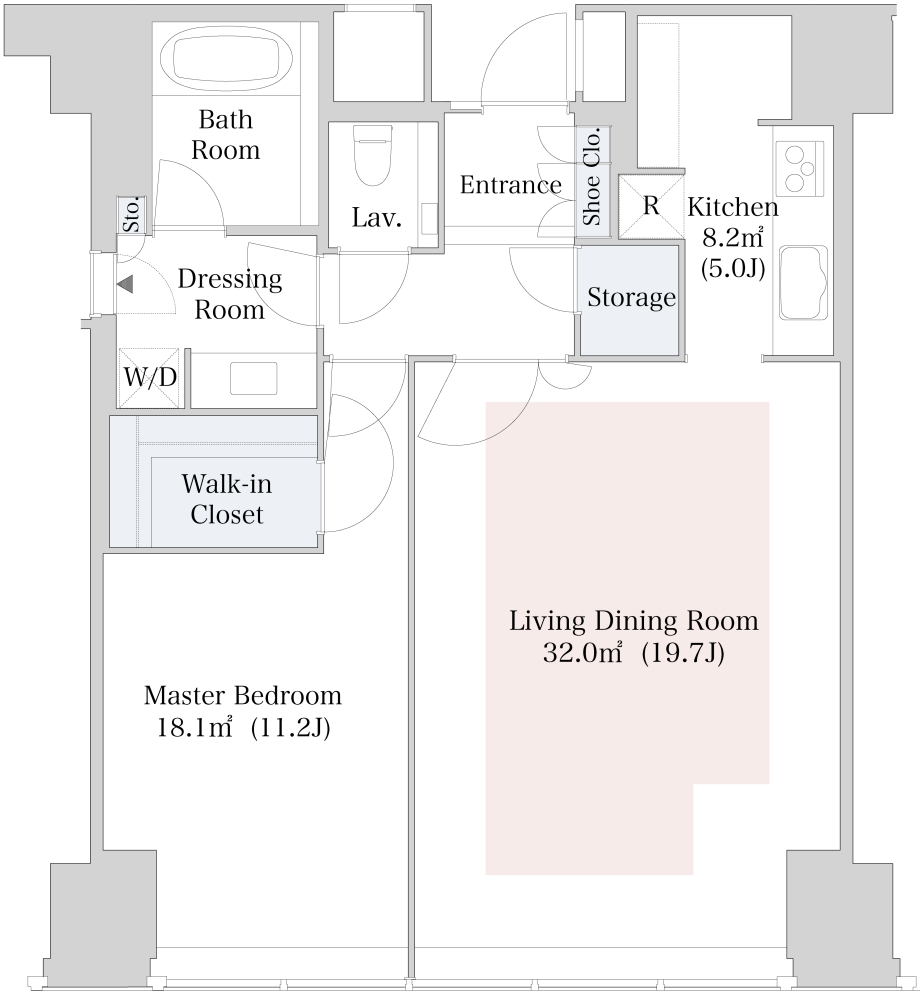 Bath
Room
Sto.
Lav.
Entrance
Shoe Clo.
R
Kitchen
8.2㎡
(5.0J)
Dressing
Room
Storage
W/D
Walk-in
Closet
Living Dining Room
32.0㎡ (19.7J)
Master Bedroom
18.1㎡ (11.2J)